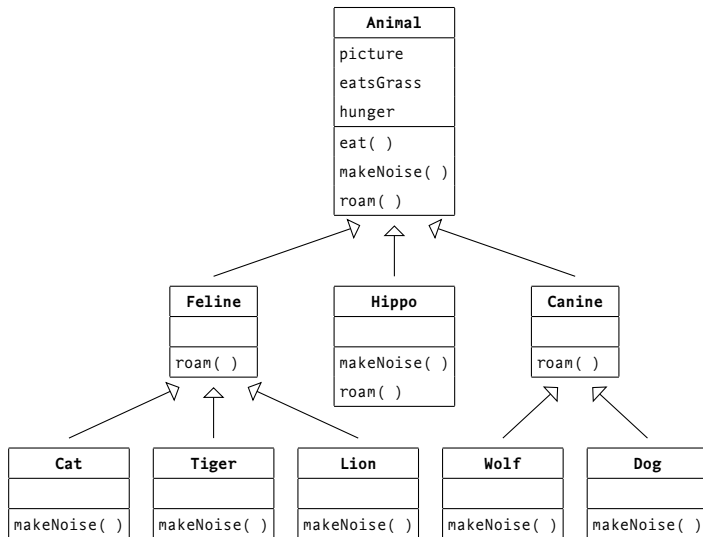 Animal
picture
eatsGrass
hunger
eat( )
makeNoise( )
roam( )
Feline
roam( )
Hippo
makeNoise( )
roam( )
Canine
roam( )
Cat
makeNoise( )
Tiger
makeNoise( )
Lion
makeNoise( )
Wolf
makeNoise( )
Dog
makeNoise( )